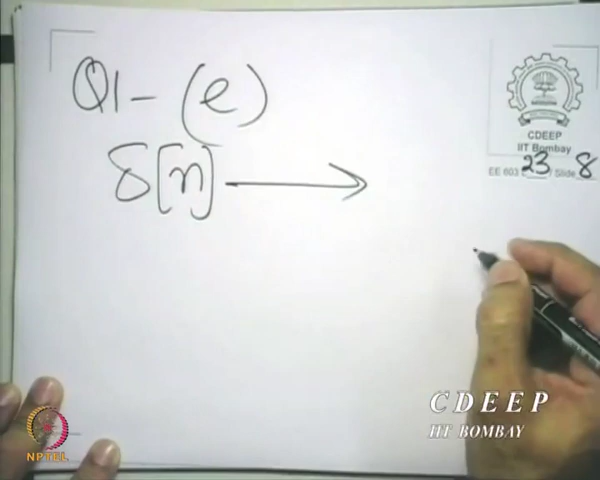 Q1 - (e)
δ[n] ⟶
CDEEP
IIT Bombay
EE 603 L 23 / Slide 8
CDEEP
IIT BOMBAY
NPTEL